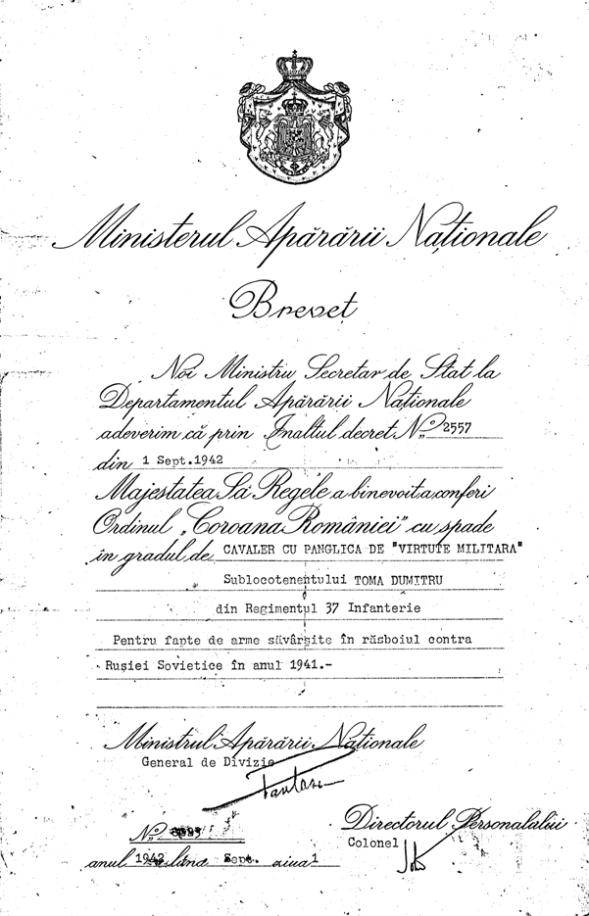 Ministerul Apărării Naționale
Brevet
Noi Ministru Secretar de Stat la
Departamentul Apărării Naționale
adeverim că prin Inaltul decret No. 2557
din 1 Sept.1942
Majestatea Sa Regele a binevoit a conferi
Ordinul „Coroana României" cu spade
în gradul de CAVALER CU PANGLICA DE "VIRTUTE MILITARA"
Sublocotenentului TOMA DUMITRU
din Regimentul 37 Infanterie
Pentru fapte de arme săvârşite în răsboiul contra
Rușiei Sovietice în anul 1941.-
Ministrul Apărării Naționale
General de Divizie
No.
anul 1942 luna Sept. ziua 1
Directorul Personalului
Colonel